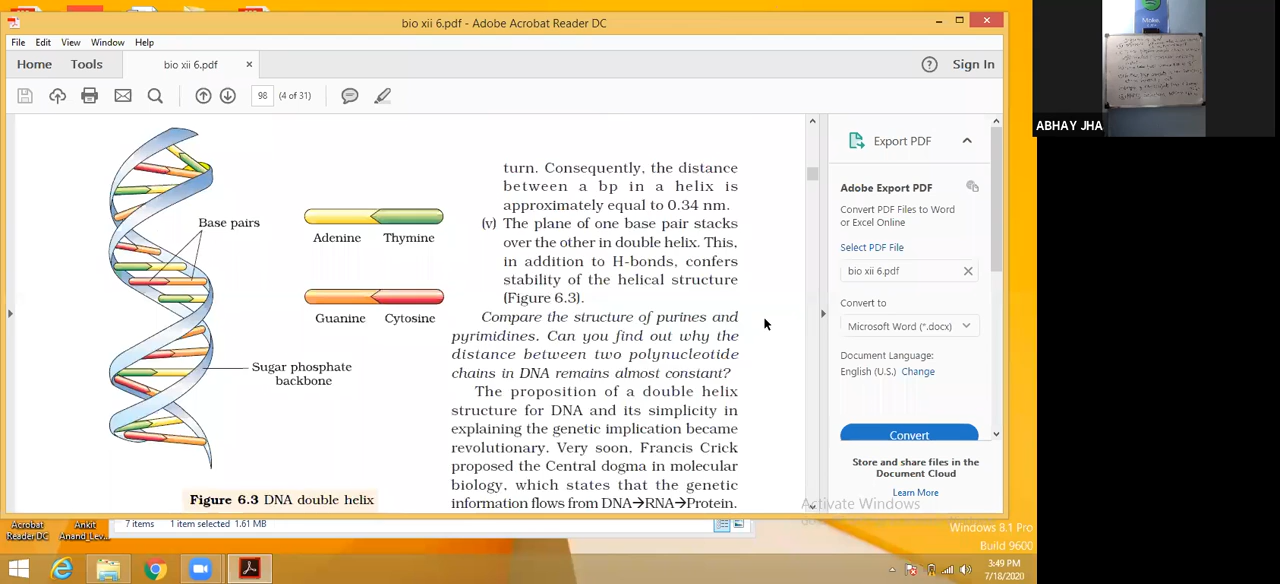 bio xii 6.pdf - Adobe Acrobat Reader DC
File Edit View Window Help
Home Tools bio xii 6.pdf × Sign In
98 (4 of 31)
Base pairs
Adenine Thymine
Guanine Cytosine
Sugar phosphate
backbone
Figure 6.3 DNA double helix
turn. Consequently, the distance
between a bp in a helix is
approximately equal to 0.34 nm.
(v) The plane of one base pair stacks
over the other in double helix. This,
in addition to H-bonds, confers
stability of the helical structure
(Figure 6.3).
Compare the structure of purines and
pyrimidines. Can you find out why the
distance between two polynucleotide
chains in DNA remains almost constant?
The proposition of a double helix
structure for DNA and its simplicity in
explaining the genetic implication became
revolutionary. Very soon, Francis Crick
proposed the Central dogma in molecular
biology, which states that the genetic
information flows from DNA→RNA→Protein.
Export PDF
Adobe Export PDF
Convert PDF Files to Word
or Excel Online
Select PDF File
bio xii 6.pdf
Convert to
Microsoft Word (*.docx)
Document Language:
English (U.S.) Change
Convert
Store and share files in the
Document Cloud
Learn More
Activate Windows
Windows 8.1 Pro
Build 9600
Acrobat
Reader DC
Ankit
Anand_Lev...
7 items 1 item selected 1.61 MB
3:49 PM
7/18/2020
Make
ABHAY JHA